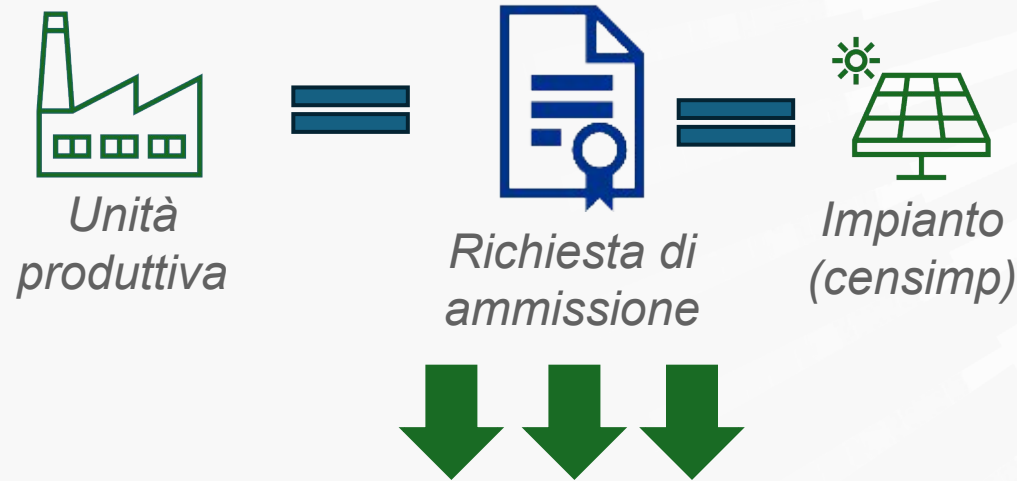 Unità
produttiva
Richiesta di
ammissione
Impianto
(censimp)